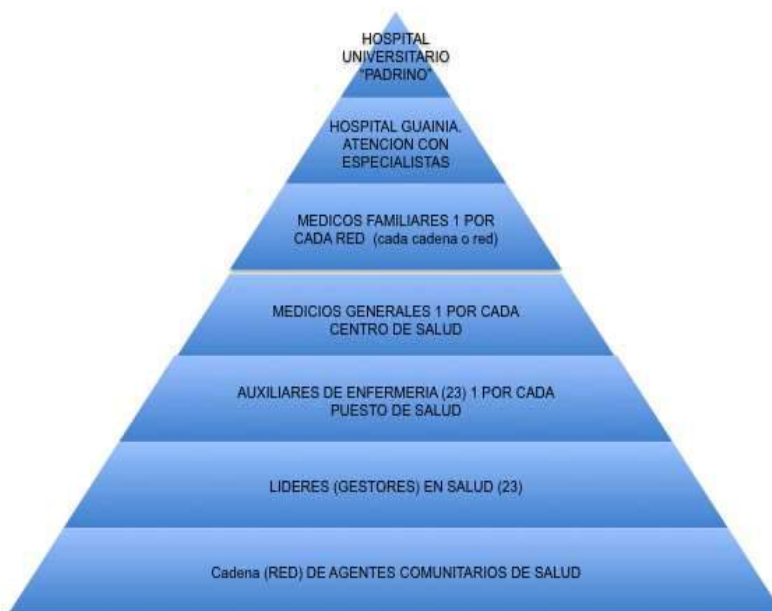 HOSPITAL
UNIVERSITARIO
"PADRINO"
HOSPITAL GUAINIA.
ATENCION CON
ESPECIALISTAS
MEDICOS FAMILIARES 1 POR
CADA RED (cada cadena o red)
MEDICIOS GENERALES 1 POR CADA
CENTRO DE SALUD
AUXILIARES DE ENFERMERIA (23) 1 POR CADA
PUESTO DE SALUD
LIDERES (GESTORES) EN SALUD (23)
Cadena (RED) DE AGENTES COMUNITARIOS DE SALUD